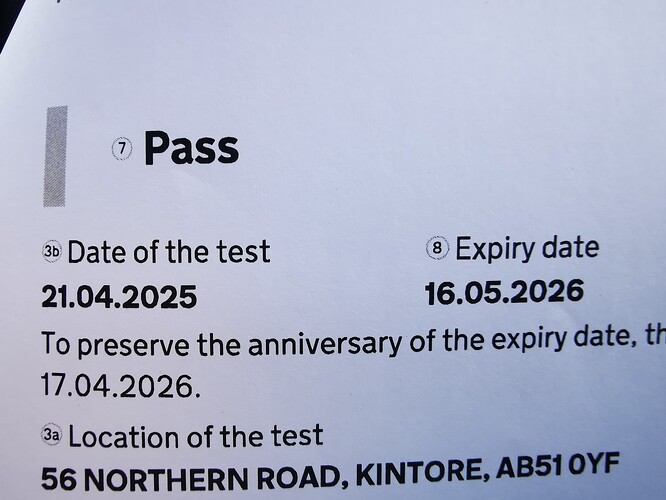 7 Pass
3b Date of the test 8 Expiry date
21.04.2025 16.05.2026
To preserve the anniversary of the expiry date,
17.04.2026.
3a Location of the test
56 NORTHERN ROAD, KINTORE, AB51 0YF